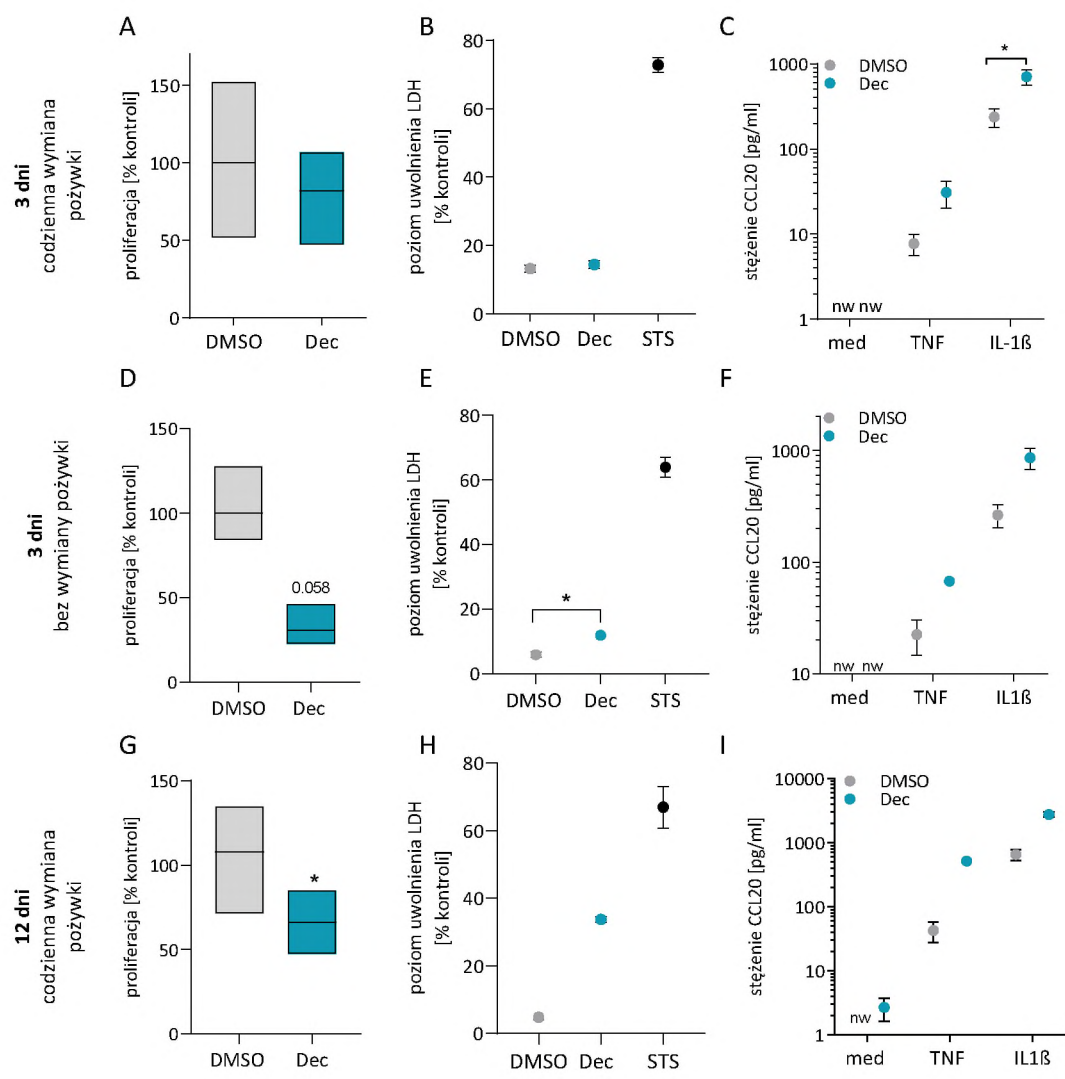 A
3 dni
codzienna wymiana
pożywki
proliferacja [% kontroli]
150
100
50
0
DMSO
Dec
B
poziom uwolnienia LDH
[% kontroli]
80
60
40
20
0
DMSO
Dec
STS
C
DMSO
Dec
*
stężenie CCL20 [pg/ml]
1000
100
10
1
nw nw
med
TNF
IL-1ß
D
3 dni
bez wymiany pożywki
proliferacja [% kontroli]
150
100
50
0
0.058
DMSO
Dec
E
poziom uwolnienia LDH
[% kontroli]
80
60
40
20
0
*
DMSO
Dec
STS
F
DMSO
Dec
stężenie CCL20 [pg/ml]
1000
100
10
nw nw
med
TNF
IL1ß
G
12 dni
codzienna wymiana
pożywki
proliferacja [% kontroli]
150
100
50
0
*
DMSO
Dec
H
poziom uwolnienia LDH
[% kontroli]
80
60
40
20
0
DMSO
Dec
STS
I
DMSO
Dec
stężenie CCL20 [pg/ml]
10000
1000
100
10
1
nw
med
TNF
IL1ß